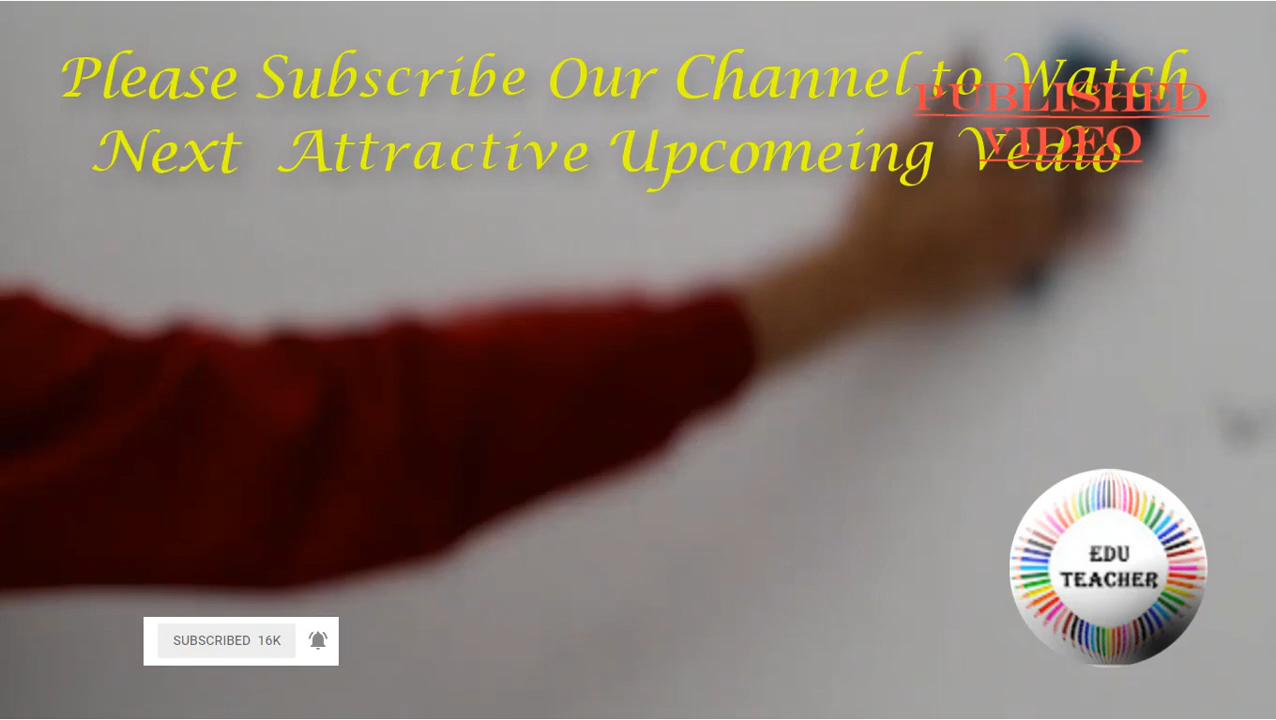 Please Subscribe Our Channel to Watch
Next Attractive Upcomeing Vedio
PUBLISHED
VIDEO
EDU
TEACHER
SUBSCRIBED 16K